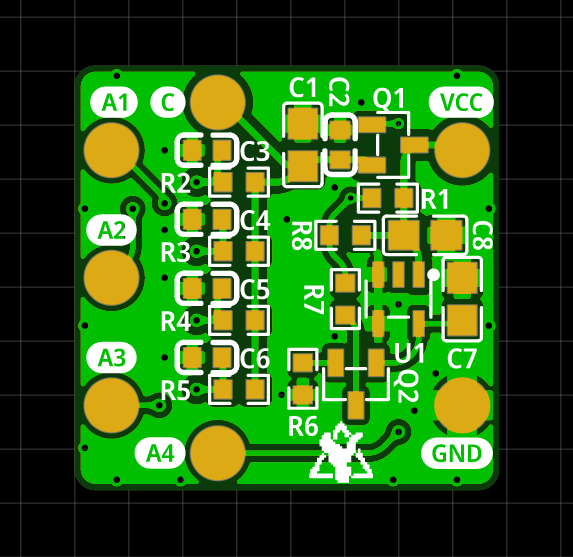 C1 C2 Q1
A1 C VCC
C3
R2 R1
C4
A2 R8 C8
R3
C5
R7
R4
A3 C6 U1 C7
R5 Q2
R6
A4 GND